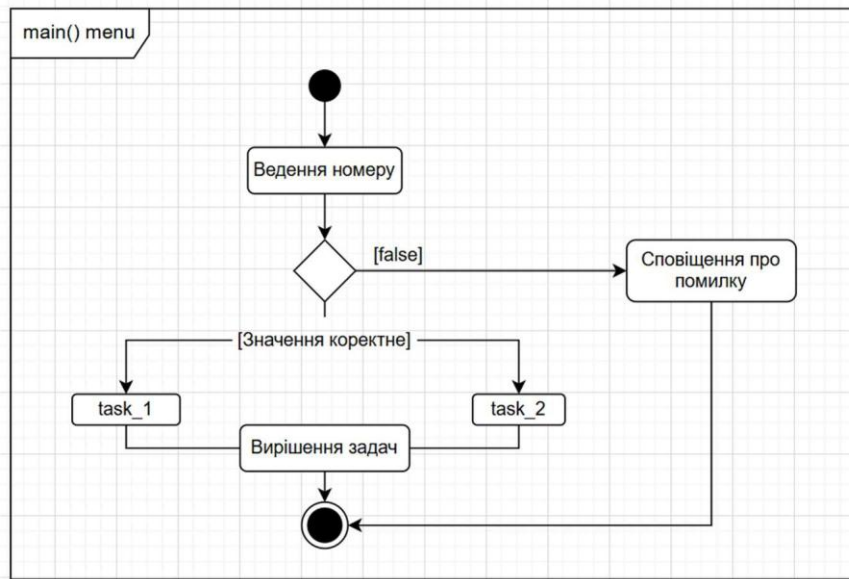 main() menu
Ведення номеру
[false]
Сповіщення про
помилку
[Значення коректне]
task_1
task_2
Вирішення задач